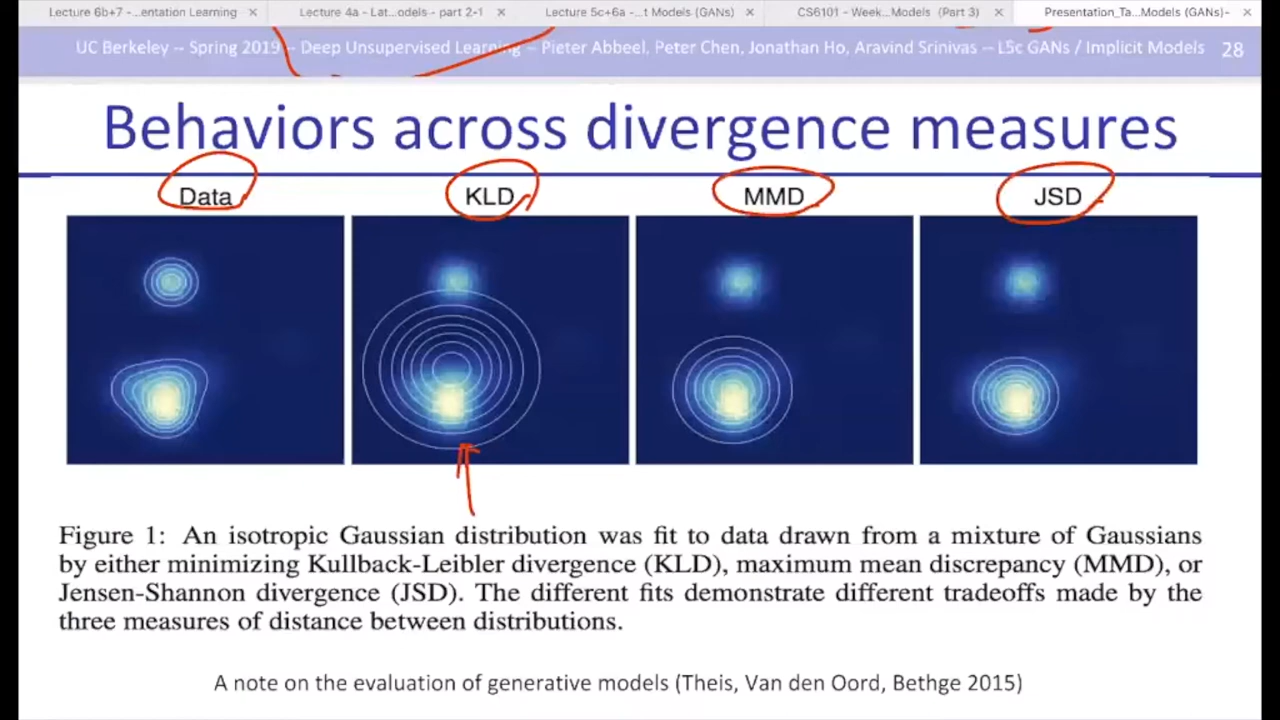 Lecture 6b+7 - ...entation Learning
Lecture 4a - Lat...odels - part 2-1
Lecture 5c+6a -...t Models (GANs)
CS6101 - Week...Models (Part 3)
Presentation_Ta...Models (GANs)-
UC Berkeley -- Spring 2019 -- Deep Unsupervised Learning -- Pieter Abbeel, Peter Chen, Jonathan Ho, Aravind Srinivas -- L5c GANs / Implicit Models 28
Behaviors across divergence measures
Data KLD MMD JSD
Figure 1: An isotropic Gaussian distribution was fit to data drawn from a mixture of Gaussians
by either minimizing Kullback-Leibler divergence (KLD), maximum mean discrepancy (MMD), or
Jensen-Shannon divergence (JSD). The different fits demonstrate different tradeoffs made by the
three measures of distance between distributions.
A note on the evaluation of generative models (Theis, Van den Oord, Bethge 2015)